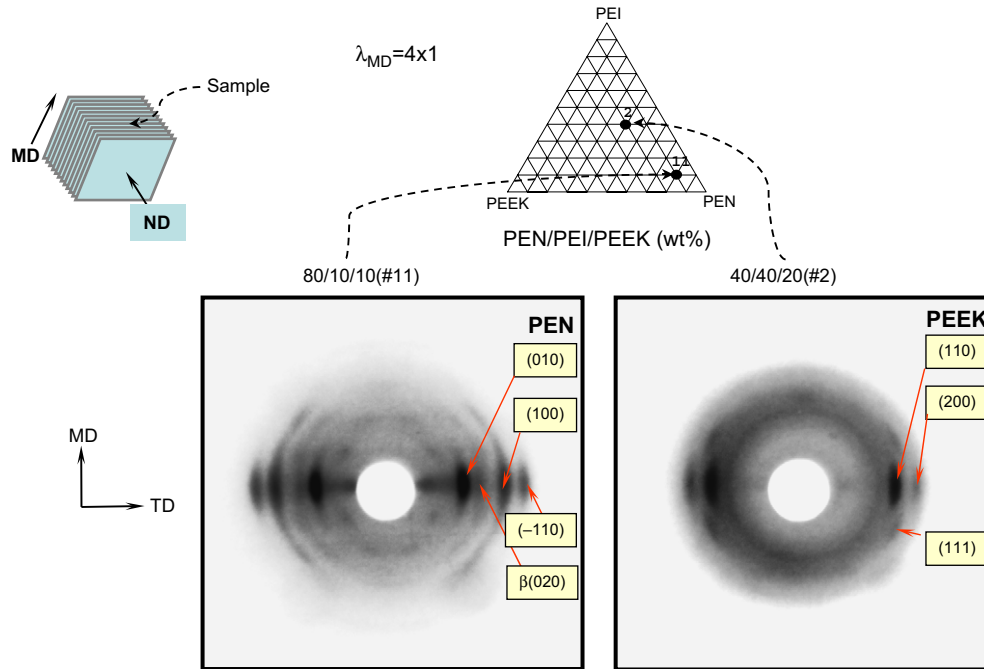 PEI
λMD=4x1
Sample
2
MD
11
ND
PEEK
PEN
PEN/PEI/PEEK (wt%)
80/10/10(#11)
40/40/20(#2)
PEN
(010)
(100)
(–110)
β(020)
PEEK
(110)
(200)
(111)
MD
TD